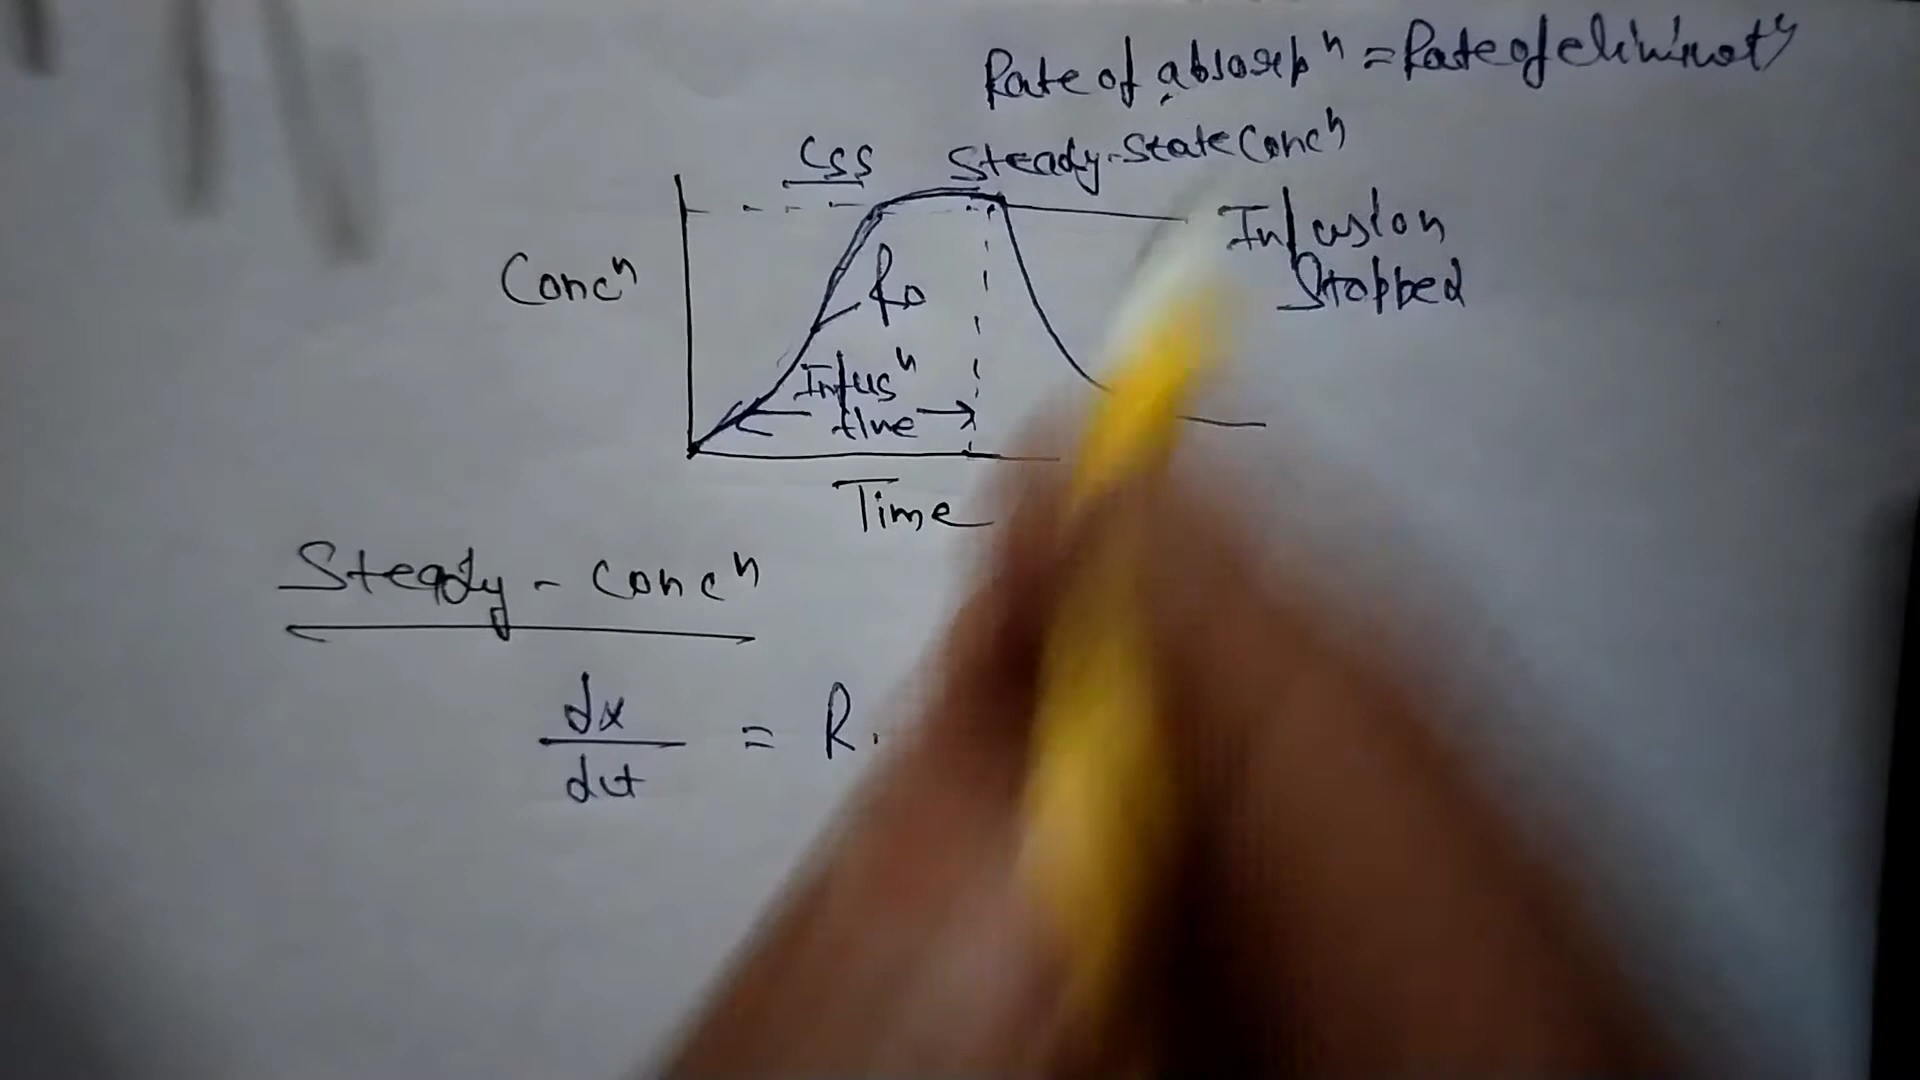 Rate of absorpⁿ = Rate of eliminatⁿ
Css Steady-State Concⁿ
Infusion
Stopped
Concⁿ
R₀
Infusⁿ
time
Time
Steady - concⁿ
dx
dt
= R